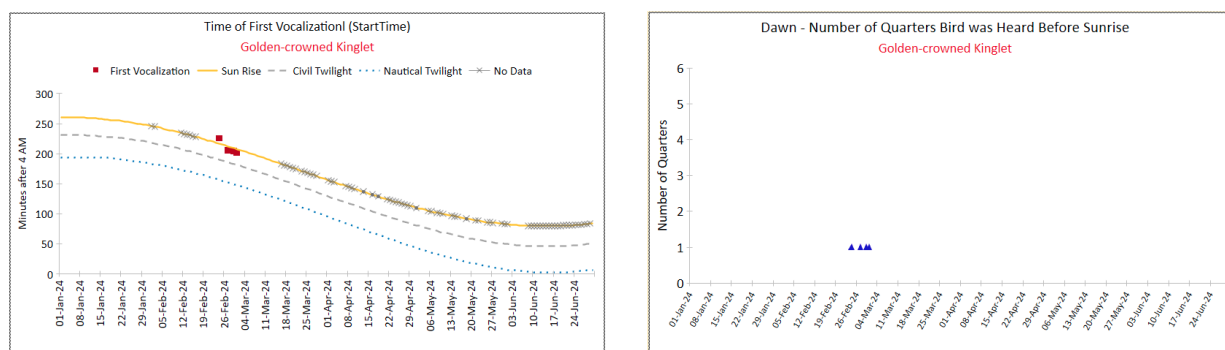 Time of First Vocalizationl (StartTime)
Golden-crowned Kinglet
First Vocalization Sun Rise Civil Twilight Nautical Twilight No Data
Minutes after 4 AM
300
250
200
150
100
50
0
01-Jan-24
08-Jan-24
15-Jan-24
22-Jan-24
29-Jan-24
05-Feb-24
12-Feb-24
19-Feb-24
26-Feb-24
04-Mar-24
11-Mar-24
18-Mar-24
25-Mar-24
01-Apr-24
08-Apr-24
15-Apr-24
22-Apr-24
29-Apr-24
06-May-24
13-May-24
20-May-24
27-May-24
03-Jun-24
10-Jun-24
17-Jun-24
24-Jun-24
Dawn - Number of Quarters Bird was Heard Before Sunrise
Golden-crowned Kinglet
Number of Quarters
6
5
4
3
2
1
0
01-Jan-24
08-Jan-24
15-Jan-24
22-Jan-24
29-Jan-24
05-Feb-24
12-Feb-24
19-Feb-24
26-Feb-24
04-Mar-24
11-Mar-24
18-Mar-24
25-Mar-24
01-Apr-24
08-Apr-24
15-Apr-24
22-Apr-24
29-Apr-24
06-May-24
13-May-24
20-May-24
27-May-24
03-Jun-24
10-Jun-24
17-Jun-24
24-Jun-24